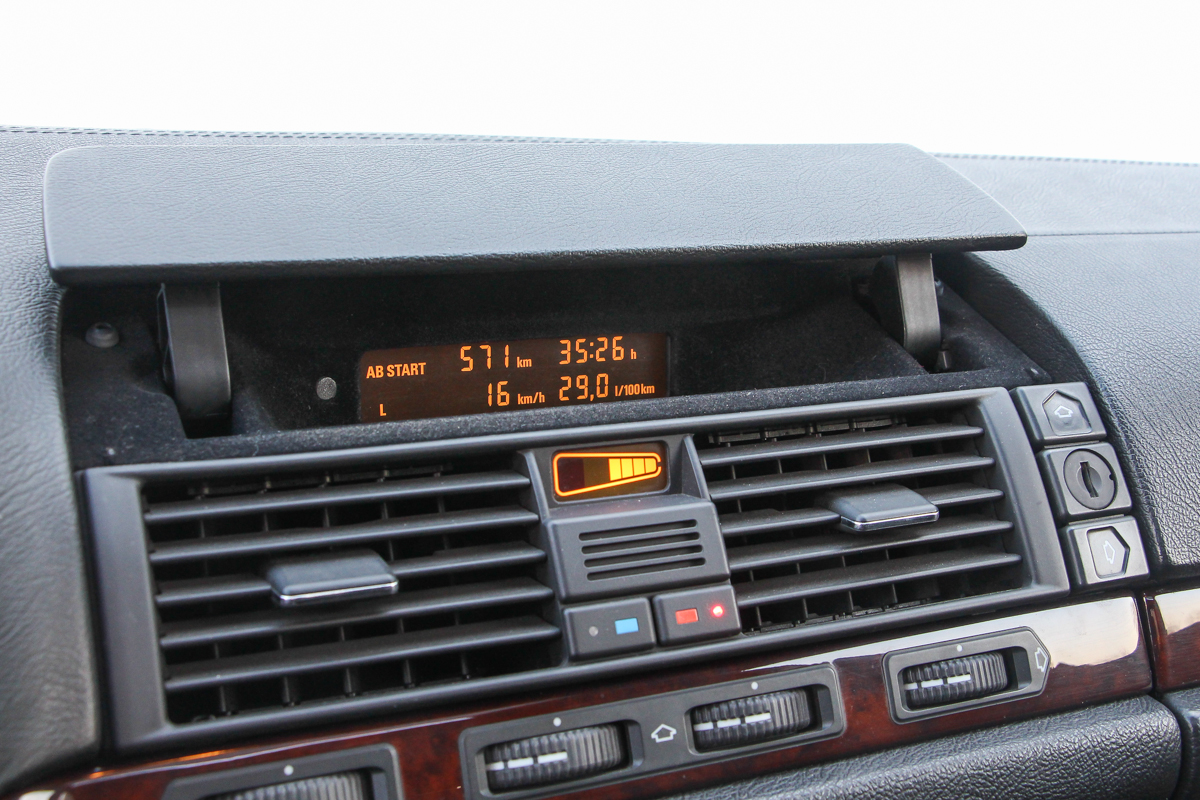 AB START 571 km 35:26 h
L 16 km/h 29,0 l/100km